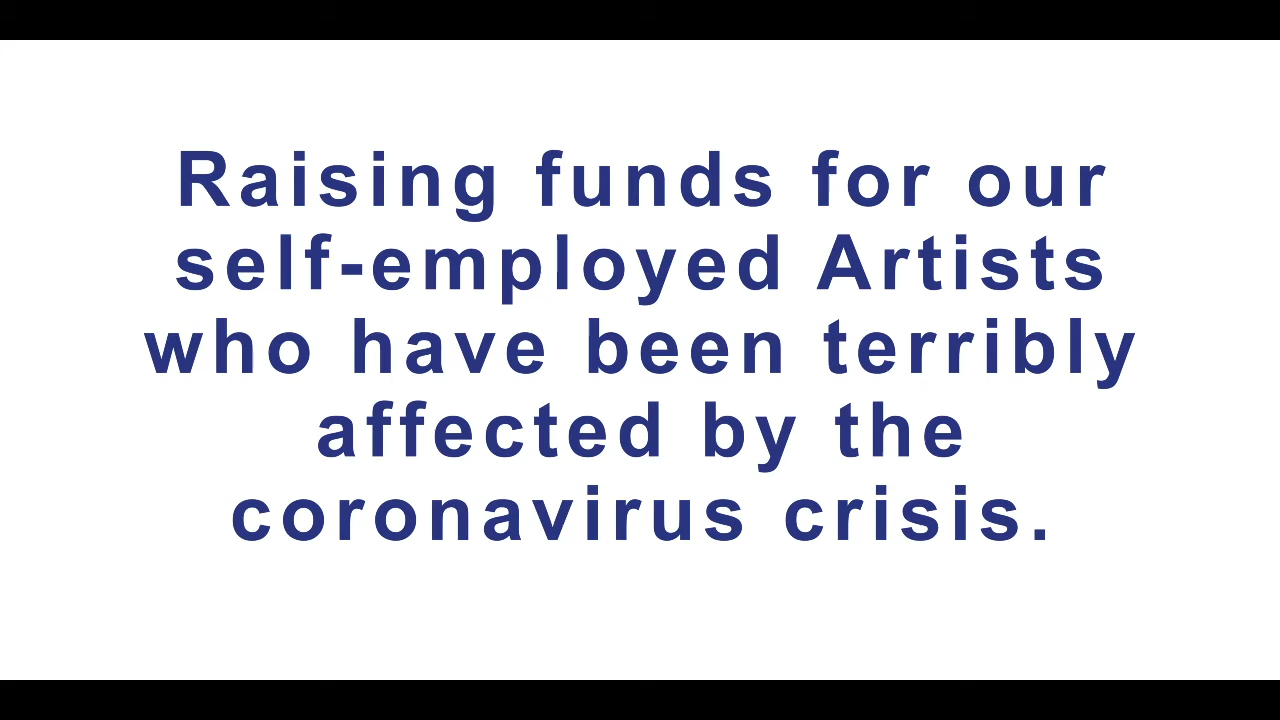 Raising funds for our
self-employed Artists
who have been terribly
affected by the
coronavirus crisis.